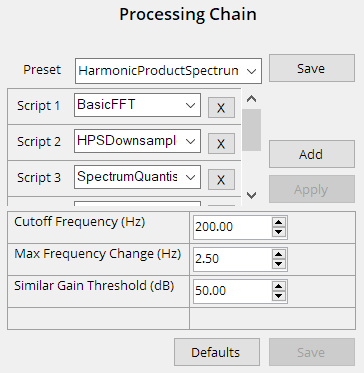 Processing Chain
Preset HarmonicProductSpectrun Save
Script 1 BasicFFT X
Script 2 HPSDownsampl X
Script 3 SpectrumQuantis X
Add
Apply
Cutoff Frequency (Hz) 200.00
Max Frequency Change (Hz) 2.50
Similar Gain Threshold (dB) 50.00
Defaults Save